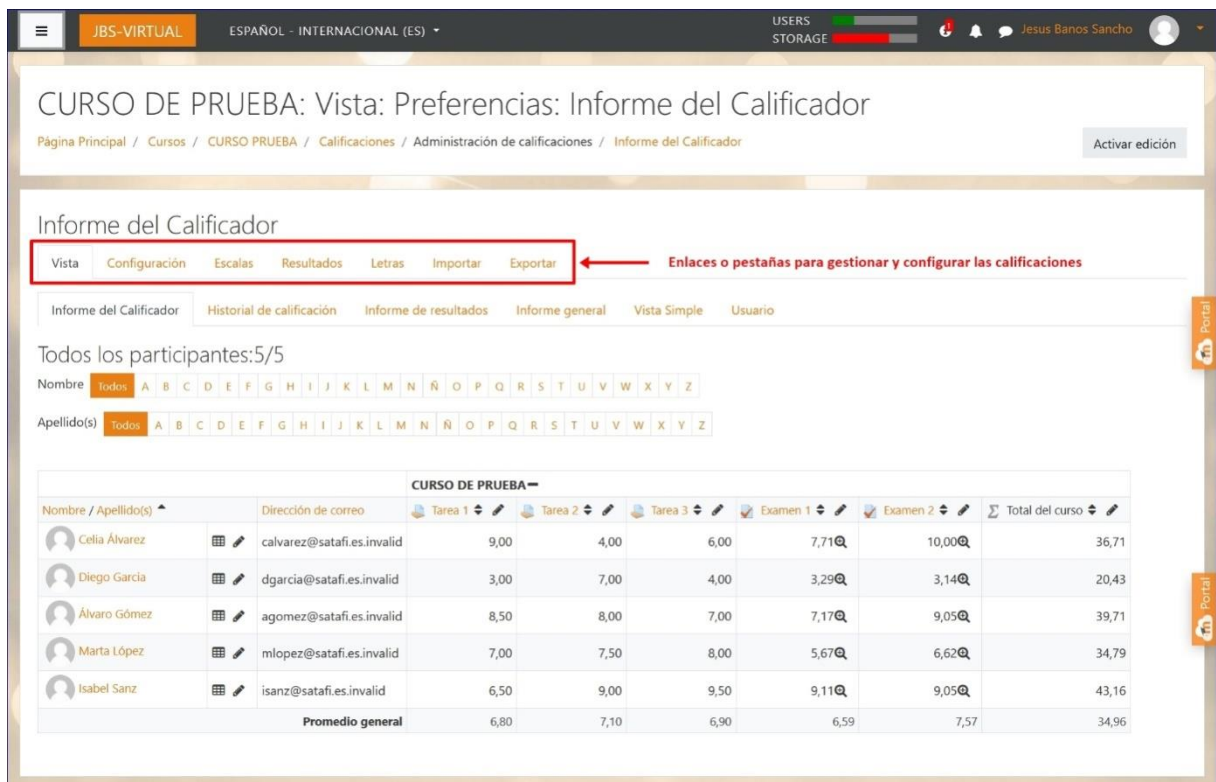 JBS-VIRTUAL ESPAÑOL - INTERNACIONAL (ES) USERS
STORAGE 1 Jesus Banos Sancho
CURSO DE PRUEBA: Vista: Preferencias: Informe del Calificador
Página Principal / Cursos / CURSO PRUEBA / Calificaciones / Administración de calificaciones / Informe del Calificador
Activar edición
Informe del Calificador
Vista Configuración Escalas Resultados Letras Importar Exportar Enlaces o pestañas para gestionar y configurar las calificaciones
Informe del Calificador Historial de calificación Informe de resultados Informe general Vista Simple Usuario
Portal
Todos los participantes:5/5
Nombre Todos A B C D E F G H I J K L M N Ñ O P Q R S T U V W X Y Z
Apellido(s) Todos A B C D E F G H I J K L M N Ñ O P Q R S T U V W X Y Z
CURSO DE PRUEBA
Nombre / Apellido(s) Dirección de correo Tarea 1 Tarea 2 Tarea 3 Examen 1 Examen 2 Σ Total del curso
Celia Álvarez calvarez@satafi.es.invalid 9,00 4,00 6,00 7,71 10,00 36,71
Diego Garcia dgarcia@satafi.es.invalid 3,00 7,00 4,00 3,29 3,14 20,43
Álvaro Gómez agomez@satafi.es.invalid 8,50 8,00 7,00 7,17 9,05 39,71
Portal
Marta López mlopez@satafi.es.invalid 7,00 7,50 8,00 5,67 6,62 34,79
Isabel Sanz isanz@satafi.es.invalid 6,50 9,00 9,50 9,11 9,05 43,16
Promedio general 6,80 7,10 6,90 6,59 7,57 34,96